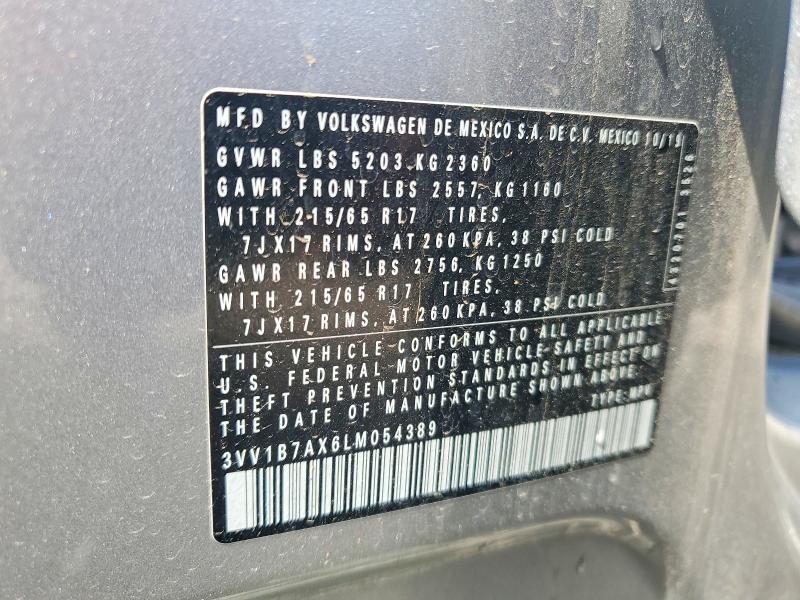 MFD BY VOLKSWAGEN DE MEXICO S.A. DE C.V. MEXICO 10/19
GVWR LBS 5203 KG 2360
GAWR FRONT LBS 2557, KG 1160
WITH 215/65 R17 TIRES,
7JX17 RIMS, AT 260 KPA, 38 PSI COLD
GAWR REAR LBS 2756, KG 1250
WITH 215/65 R17 TIRES,
7JX17 RIMS, AT 260 KPA, 38 PSI COLD
THIS VEHICLE CONFORMS TO ALL APPLICABLE
U.S. FEDERAL MOTOR VEHICLE SAFETY AND
THEFT PREVENTION STANDARDS IN EFFECT ON
THE DATE OF MANUFACTURE SHOWN ABOVE.
TYPE: MPV
3VV1B7AX6LM054389